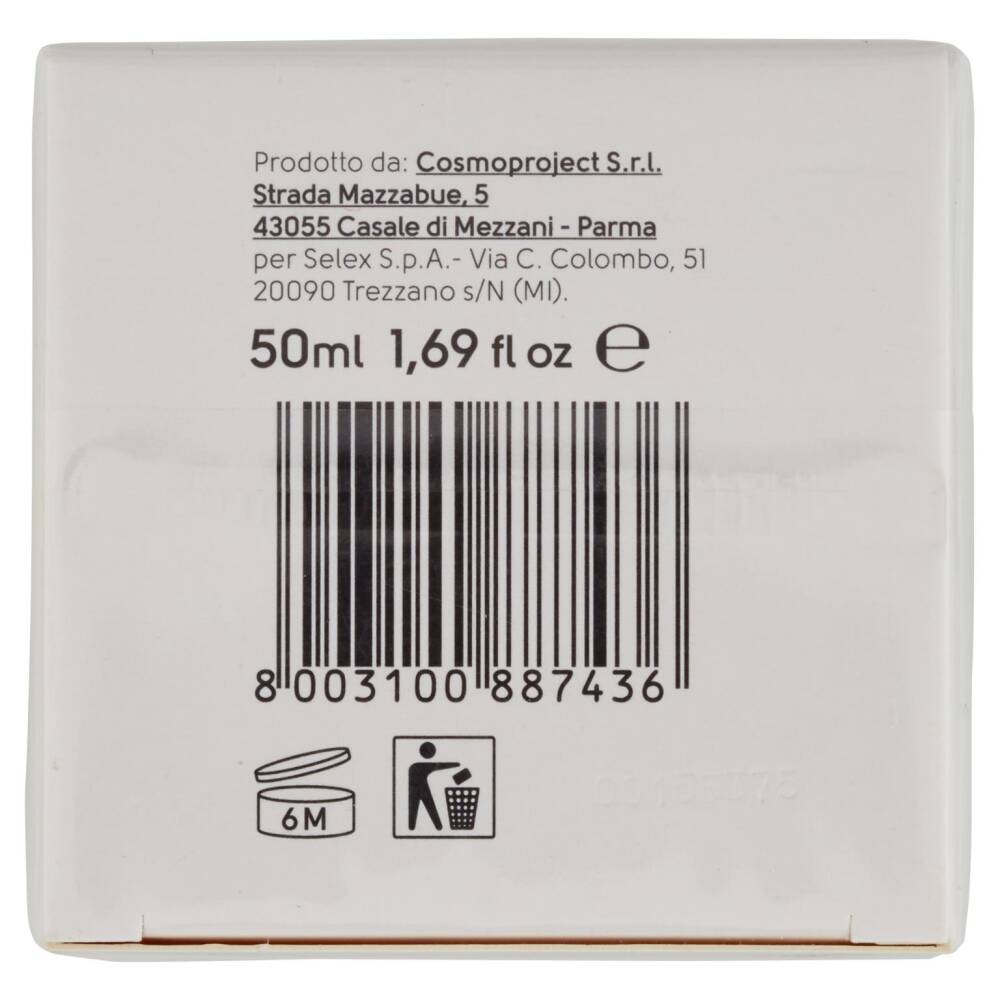 Prodotto da: Cosmoproject S.r.l.
Strada Mazzabue, 5
43055 Casale di Mezzani - Parma
per Selex S.p.A.- Via C. Colombo, 51
20090 Trezzano s/N (MI).
50ml 1,69 fl oz ℮
8 003100 887436
6M